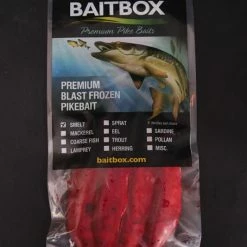 BAITBOX
Premium Pike Baits
PREMIUM
BLAST FROZEN
PIKEBAIT
SMELT SPRAT SARDINE
MACKEREL EEL POLLAN
COARSE FISH TROUT MISC.
LAMPREY HERRING
baitbox.com